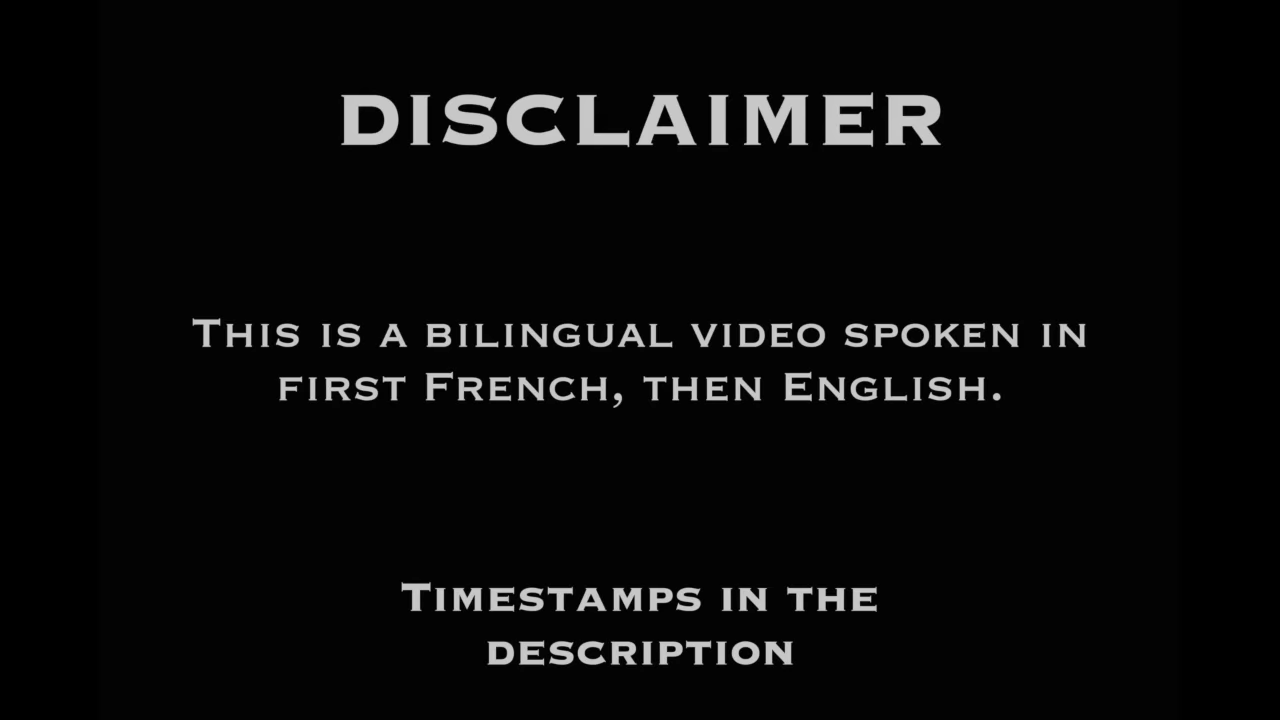 DISCLAIMER
This is a bilingual video spoken in
first French, then English.
Timestamps in the
description